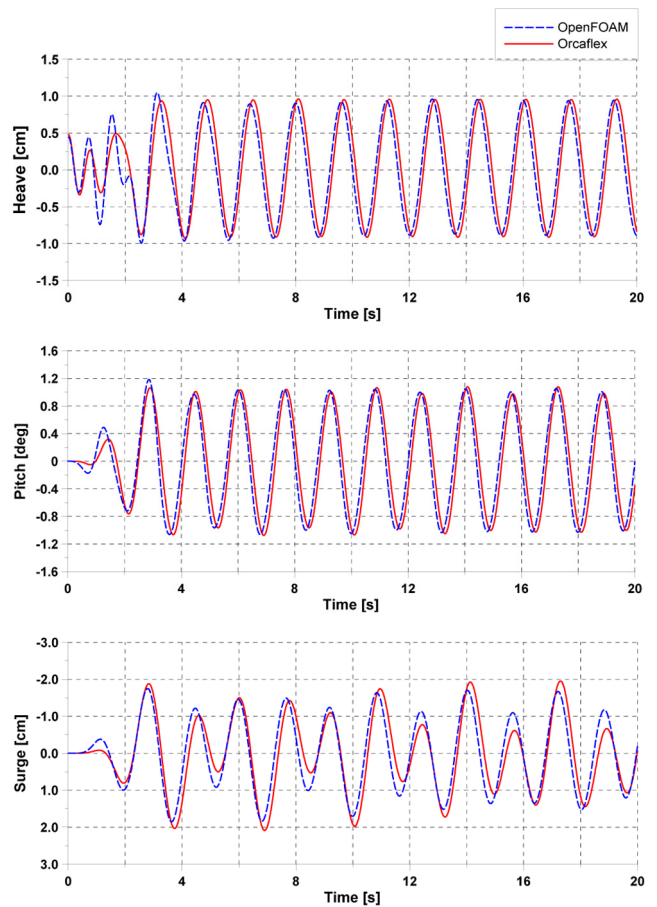 OpenFOAM
Orcaflex
Heave [cm]
1.5
1.0
0.5
0.0
-0.5
-1.0
-1.5
0 4 8 12 16 20
Time [s]
Pitch [deg]
1.6
1.2
0.8
0.4
0
-0.4
-0.8
-1.2
-1.6
0 4 8 12 16 20
Time [s]
Surge [cm]
-3.0
-2.0
-1.0
0.0
1.0
2.0
3.0
0 4 8 12 16 20
Time [s]